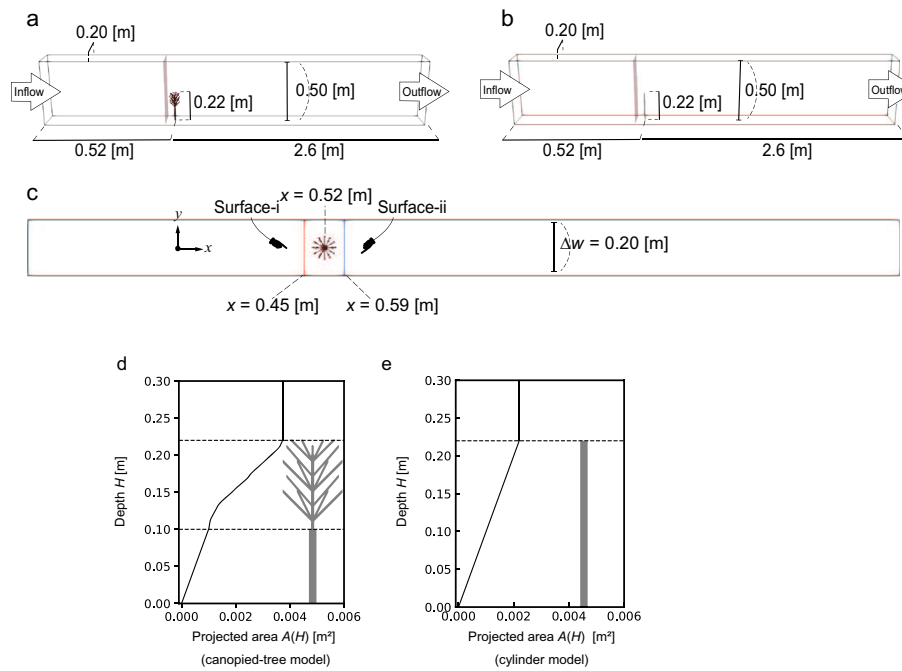 a
0.20 [m]
Inflow
0.22 [m]
0.50 [m]
Outflow
0.52 [m]
2.6 [m]
b
0.20 [m]
Inflow
0.22 [m]
0.50 [m]
Outflow
0.52 [m]
2.6 [m]
c
x = 0.52 [m]
Surface-i
Surface-ii
y
x
Δw = 0.20 [m]
x = 0.45 [m]
x = 0.59 [m]
d
0.30
0.25
0.20
0.15
0.10
0.05
0.00
Depth H [m]
0.000 0.002 0.004 0.006
Projected area A(H) [m²]
(canopied-tree model)
e
0.30
0.25
0.20
0.15
0.10
0.05
0.00
Depth H [m]
0.000 0.002 0.004 0.006
Projected area A(H) [m²]
(cylinder model)